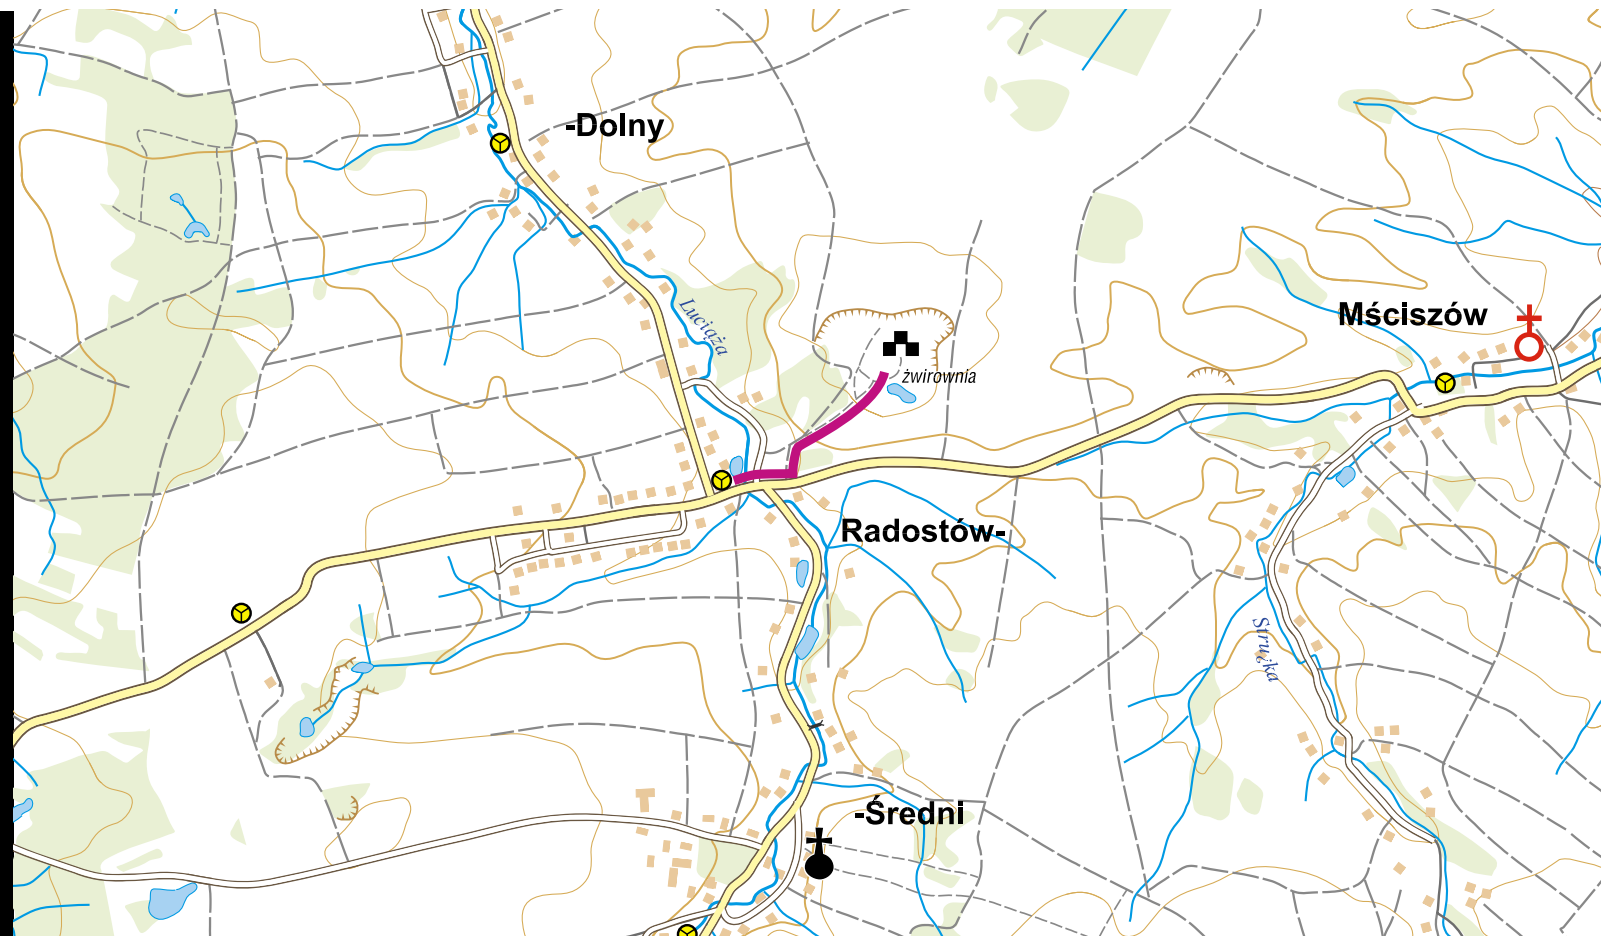 -Dolny
Luciąża
Mściszów
żwirownia
Radostów-
Strużka
-Średni